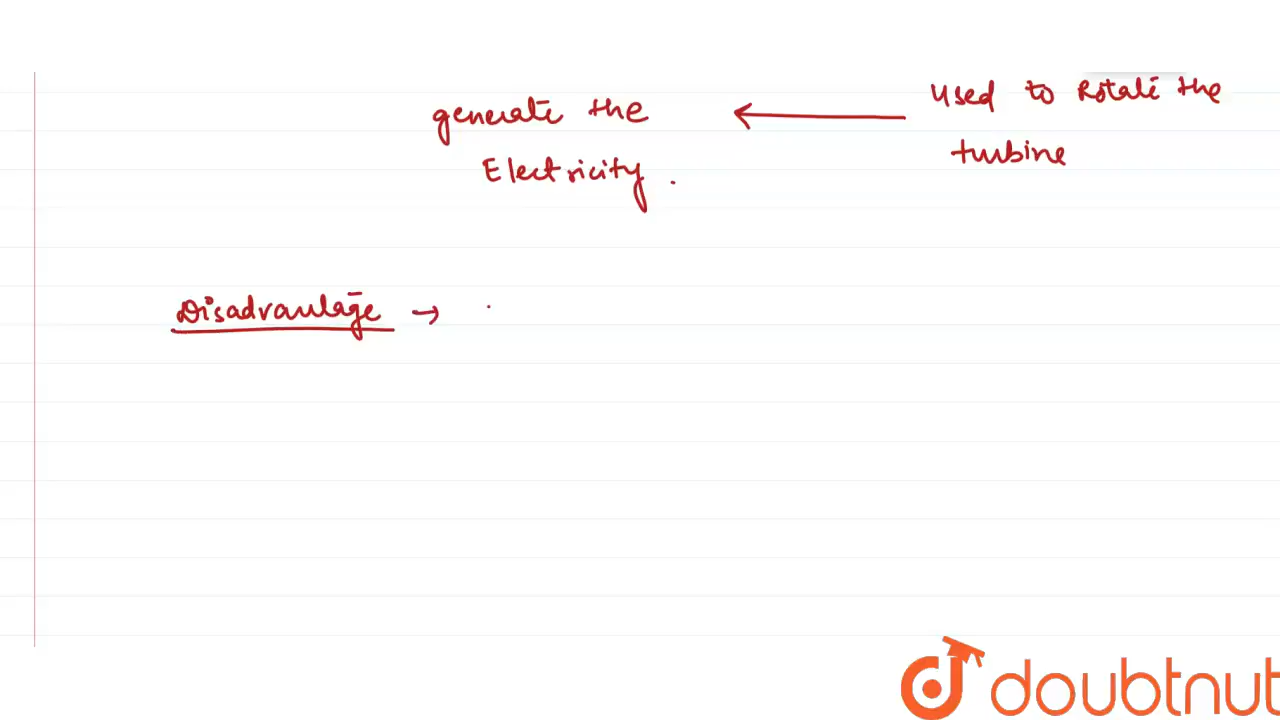 generate the
Electricity.
Used to Rotate the
turbine
Disadvantage →
doubtnut